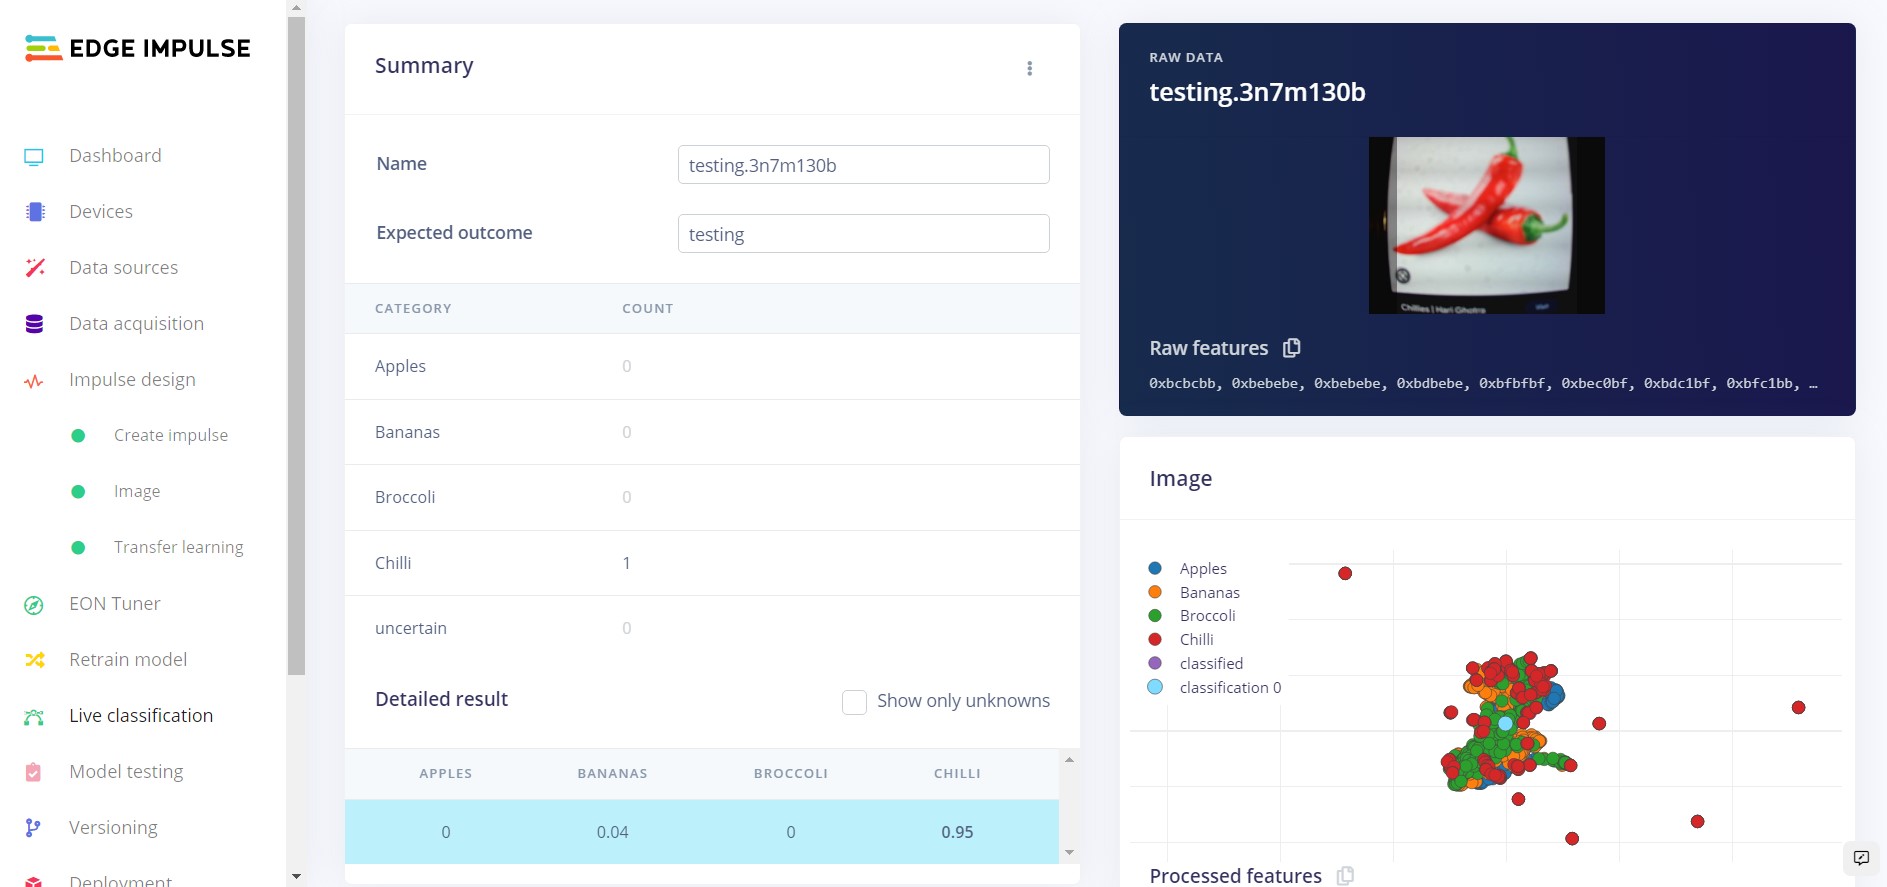 EDGE IMPULSE
Dashboard
Devices
Data sources
Data acquisition
Impulse design
Create impulse
Image
Transfer learning
EON Tuner
Retrain model
Live classification
Model testing
Versioning
Deployment
Summary
Name
testing.3n7m130b
Expected outcome
testing
CATEGORY COUNT
Apples 0
Bananas 0
Broccoli 0
Chilli 1
uncertain 0
Detailed result
Show only unknowns
APPLES BANANAS BROCCOLI CHILLI
0 0.04 0 0.95
RAW DATA
testing.3n7m130b
Chillies | Hari Ghotra
Raw features
0xbcbcbb, 0xbebebe, 0xbebebe, 0xbdbebe, 0xbfbfbf, 0xbec0bf, 0xbdc1bf, 0xbfc1bb, …
Image
Apples
Bananas
Broccoli
Chilli
classified
classification 0
Processed features